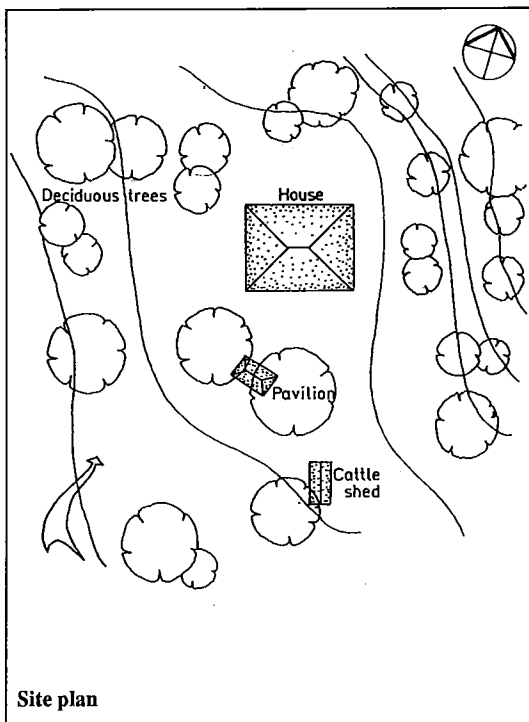 Deciduous trees
House
Pavilion
Cattle
shed
Site plan